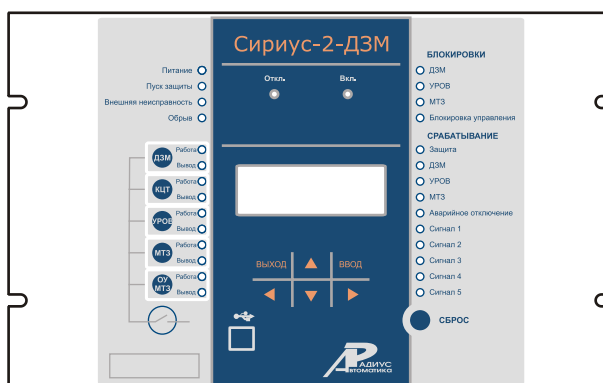 Сириус-2-ДЗМ
Откл.
Вкл.
Питание
Пуск защиты
Внешняя неисправность
Обрыв
ДЗМ
Работа
Вывод
КЦТ
Работа
Вывод
УРОВ
Работа
Вывод
МТЗ
Работа
Вывод
ОУ
МТЗ
Работа
Вывод
ВЫХОД
ВВОД
РАДИУС
Автоматика
БЛОКИРОВКИ
ДЗМ
УРОВ
МТЗ
Блокировка управления
СРАБАТЫВАНИЕ
Защита
ДЗМ
УРОВ
МТЗ
Аварийное отключение
Сигнал 1
Сигнал 2
Сигнал 3
Сигнал 4
Сигнал 5
СБРОС